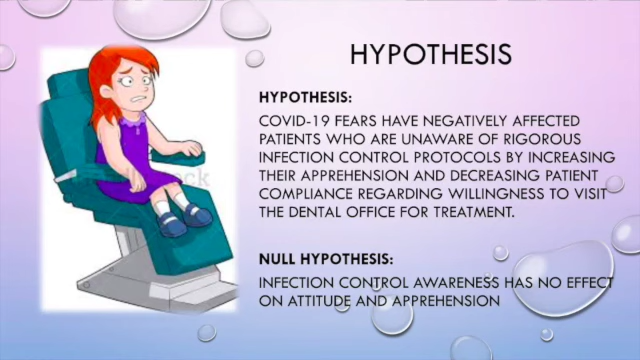 HYPOTHESIS
HYPOTHESIS:
COVID-19 FEARS HAVE NEGATIVELY AFFECTED
PATIENTS WHO ARE UNAWARE OF RIGOROUS
INFECTION CONTROL PROTOCOLS BY INCREASING
THEIR APPREHENSION AND DECREASING PATIENT
COMPLIANCE REGARDING WILLINGNESS TO VISIT
THE DENTAL OFFICE FOR TREATMENT.
NULL HYPOTHESIS:
INFECTION CONTROL AWARENESS HAS NO EFFECT
ON ATTITUDE AND APPREHENSION